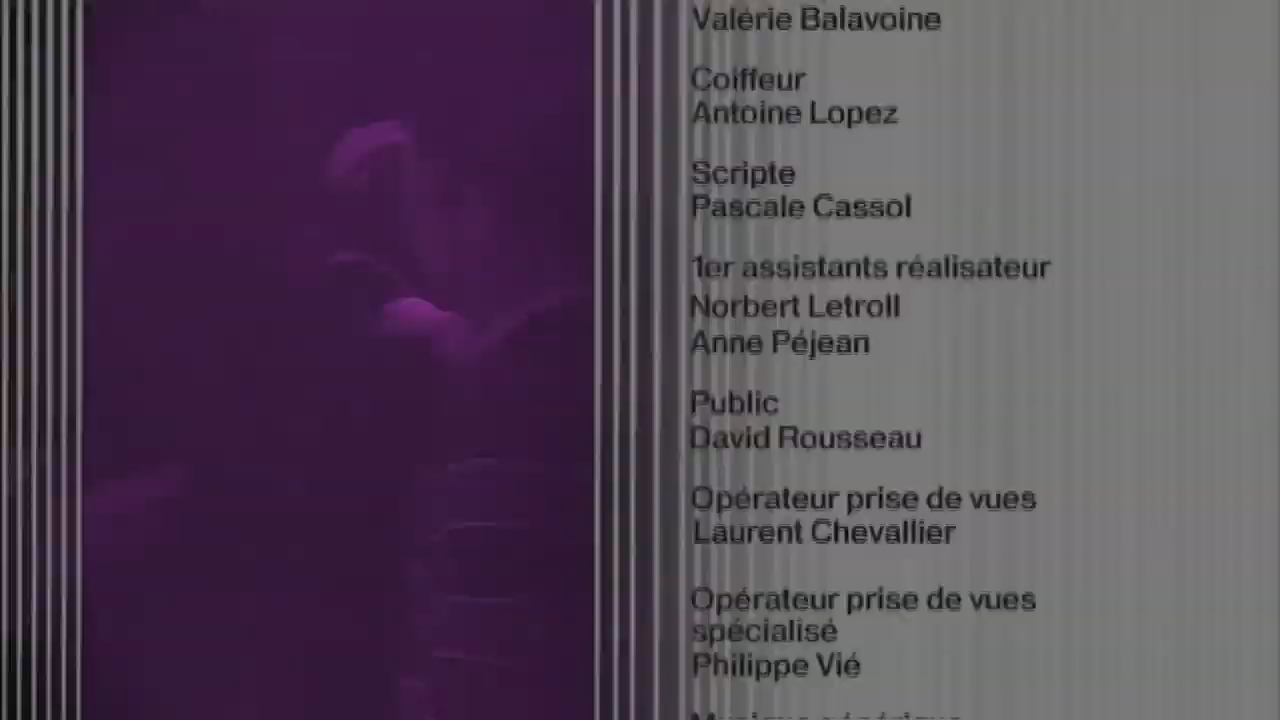 Valérie Balavoine
Coiffeur
Antoine Lopez
Scripte
Pascale Cassol
1er assistants réalisateur
Norbert Letroll
Anne Péjean
Public
David Rousseau
Opérateur prise de vues
Laurent Chevallier
Opérateur prise de vues
spécialisé
Philippe Vié